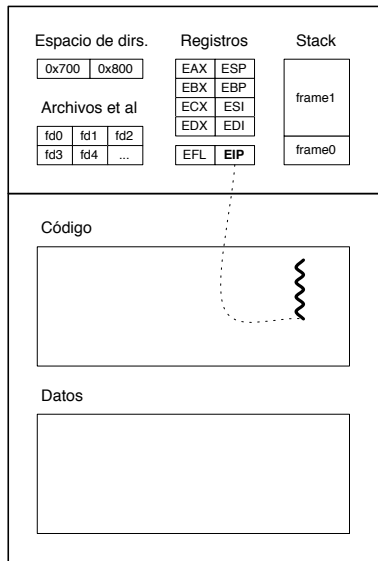 Espacio de dirs.
0x700 0x800
Archivos et al
fd0 fd1 fd2
fd3 fd4 ...
Registros
EAX ESP
EBX EBP
ECX ESI
EDX EDI
EFL EIP
Stack
frame1
frame0
Código
Datos